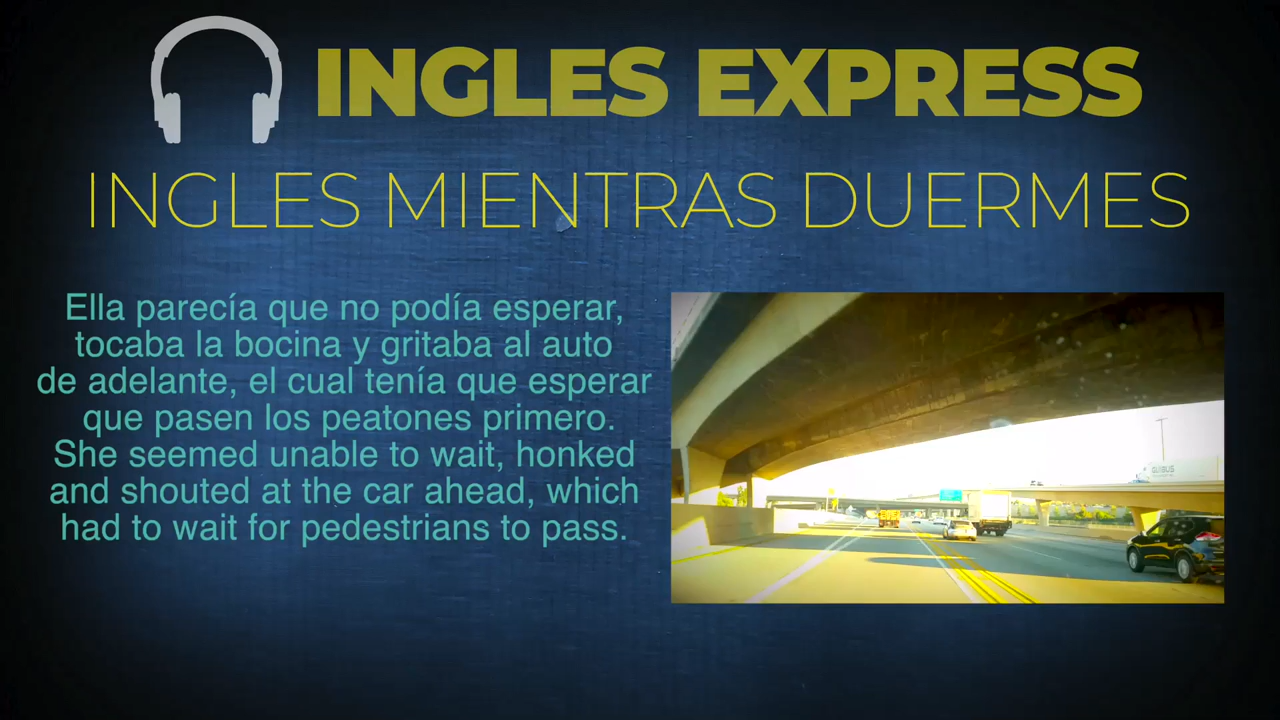 INGLES EXPRESS
INGLES MIENTRAS DUERMES
Ella parecía que no podía esperar,
tocaba la bocina y gritaba al auto
de adelante, el cual tenía que esperar
que pasen los peatones primero.
She seemed unable to wait, honked
and shouted at the car ahead, which
had to wait for pedestrians to pass.